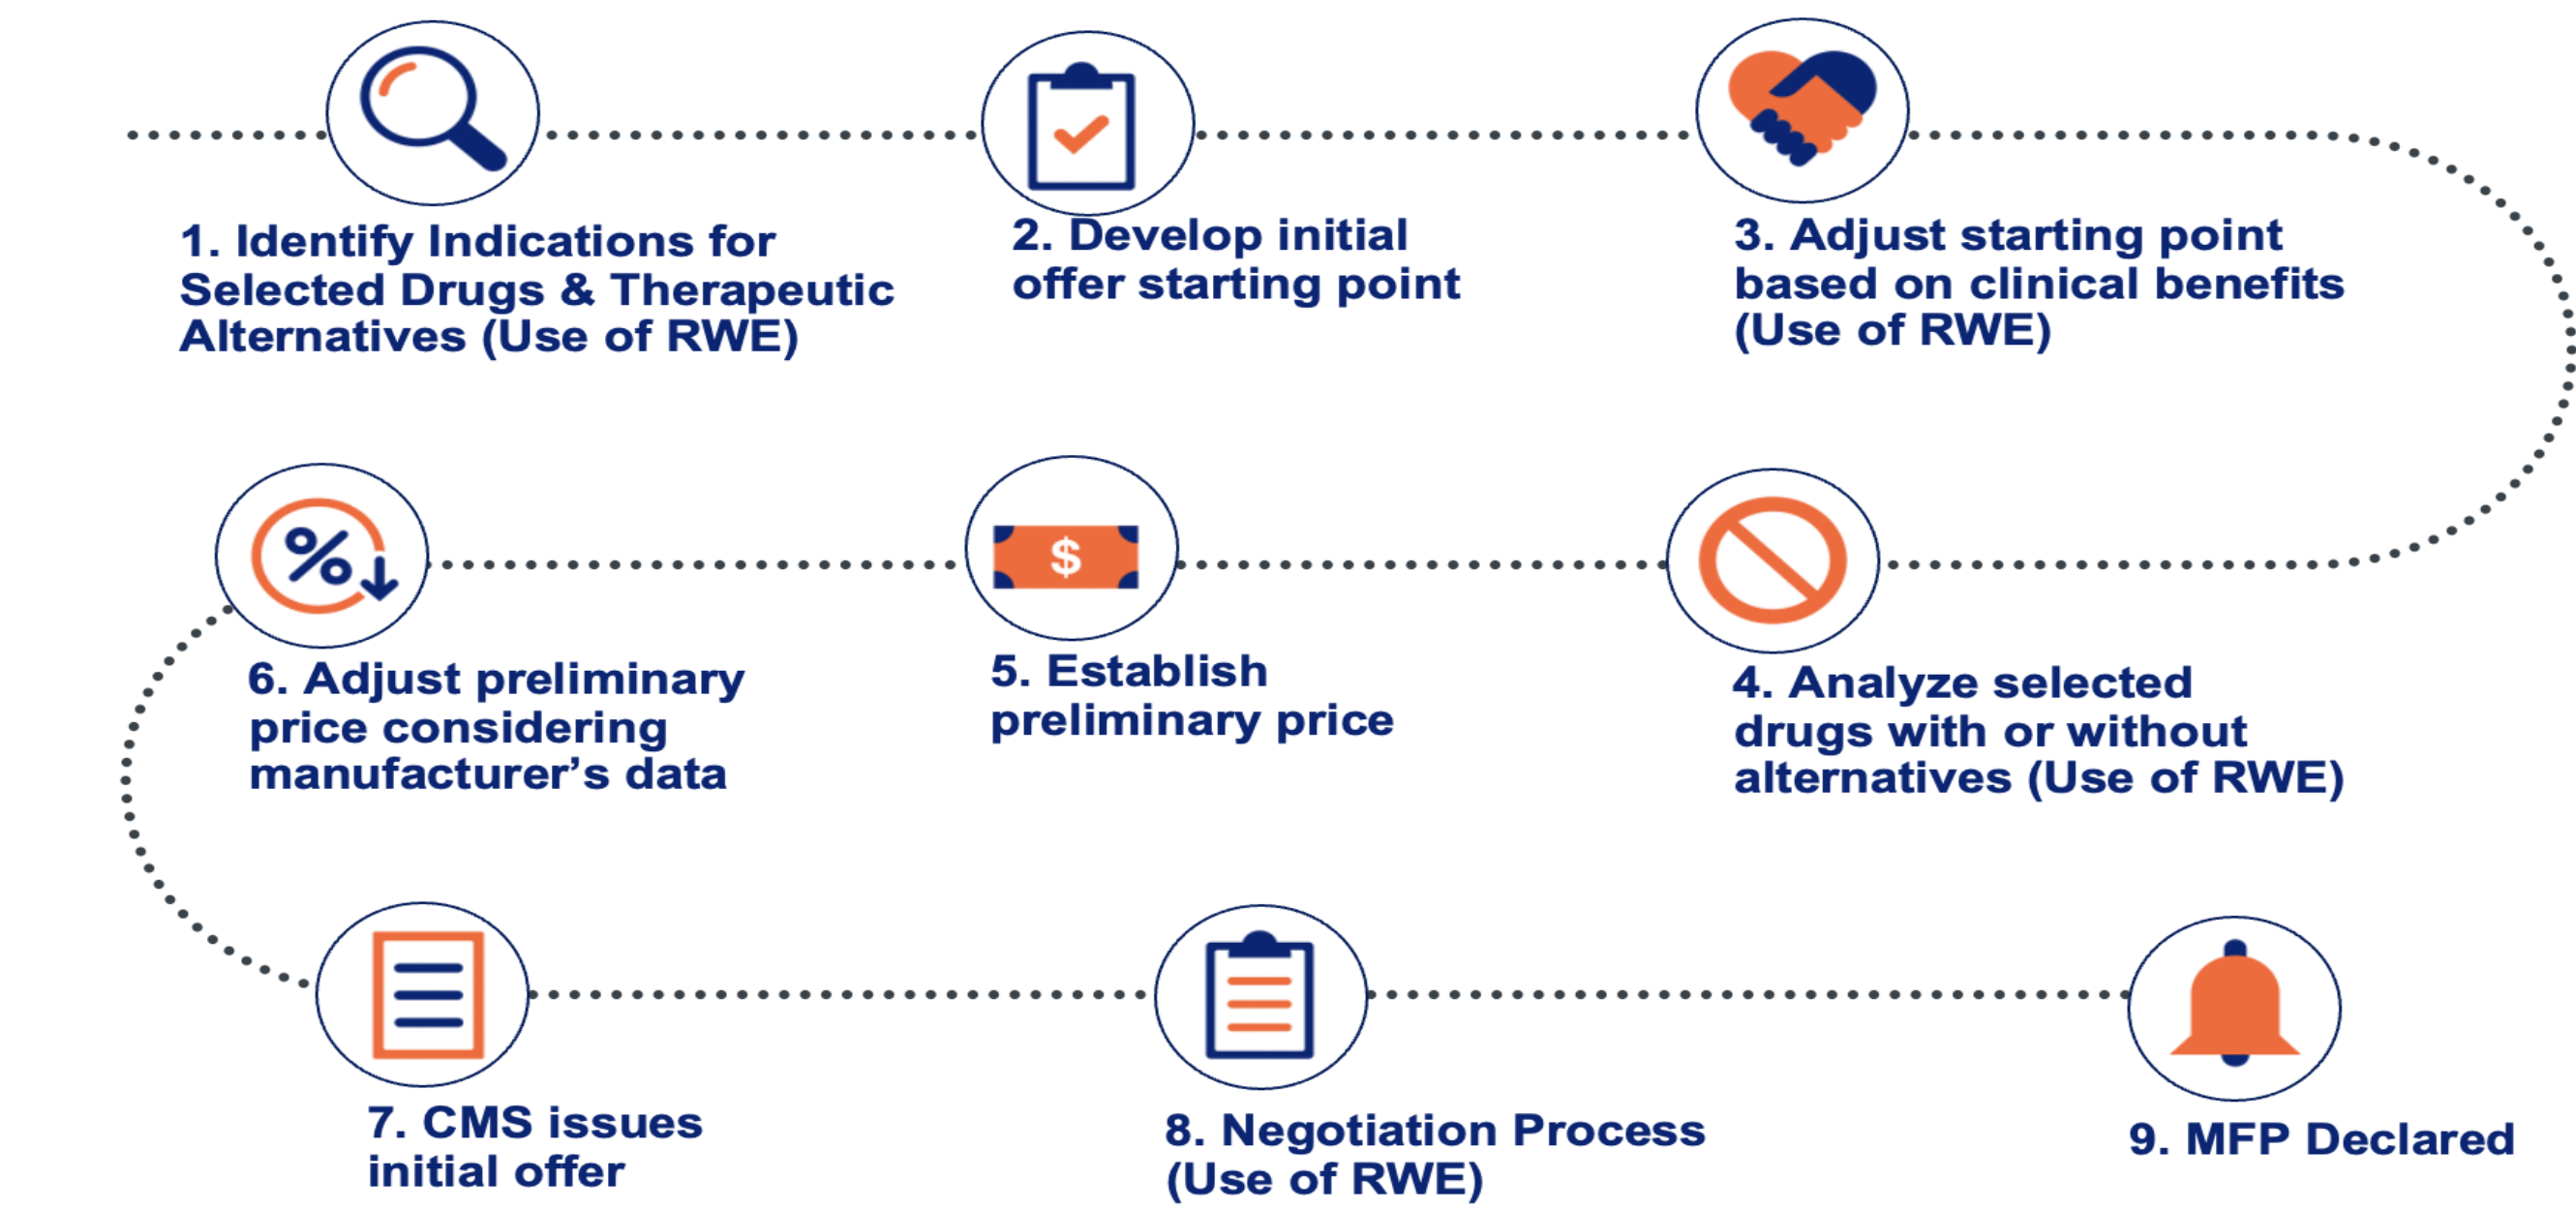 1. Identify Indications for
Selected Drugs & Therapeutic
Alternatives (Use of RWE)
2. Develop initial
offer starting point
3. Adjust starting point
based on clinical benefits
(Use of RWE)
%
6. Adjust preliminary
price considering
manufacturer’s data
$
5. Establish
preliminary price
4. Analyze selected
drugs with or without
alternatives (Use of RWE)
7. CMS issues
initial offer
8. Negotiation Process
(Use of RWE)
9. MFP Declared